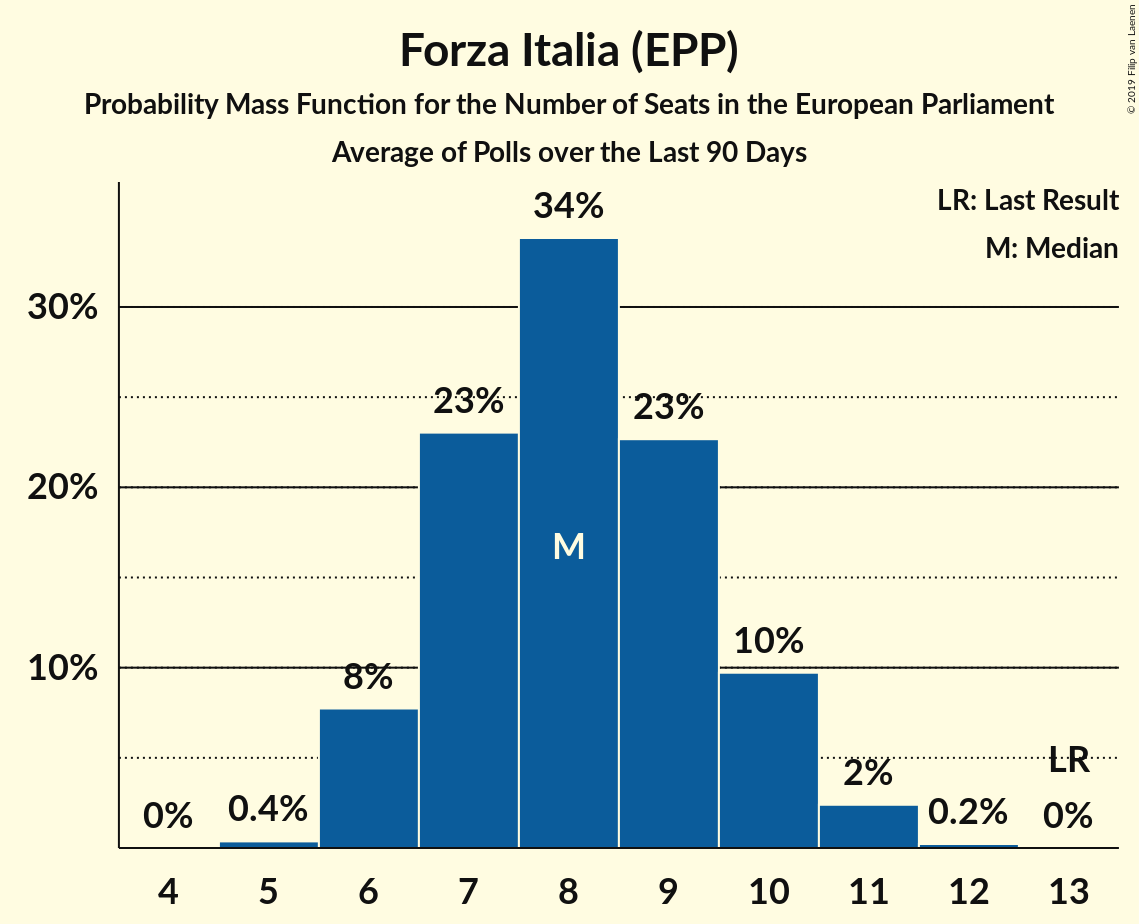 Forza Italia (EPP)
Probability Mass Function for the Number of Seats in the European Parliament
Average of Polls over the Last 90 Days
© 2019 Filip van Laenen
LR: Last Result
M: Median
34%
30%
23%
23%
20%
M
10%
10%
8%
LR
2%
0%
0.4%
0.2%
0%
4 5 6 7 8 9 10 11 12 13